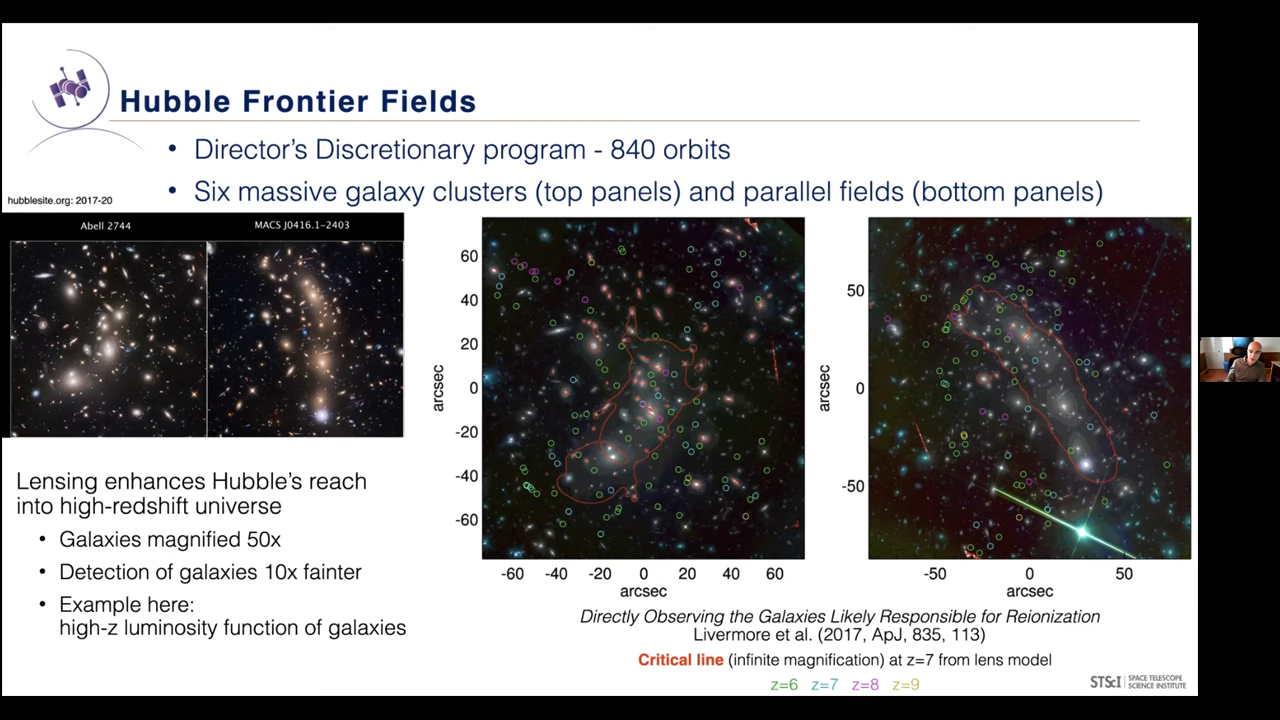 Hubble Frontier Fields
• Director's Discretionary program - 840 orbits
• Six massive galaxy clusters (top panels) and parallel fields (bottom panels)
hubblesite.org: 2017-20
Abell 2744
MACS J0416.1-2403
Lensing enhances Hubble's reach
into high-redshift universe
• Galaxies magnified 50x
• Detection of galaxies 10x fainter
• Example here:
high-z luminosity function of galaxies
arcsec
60
40
20
0
-20
-40
-60
-60 -40 -20 0 20 40 60
arcsec
arcsec
50
0
-50
-50 0 50
arcsec
Directly Observing the Galaxies Likely Responsible for Reionization
Livermore et al. (2017, ApJ, 835, 113)
Critical line (infinite magnification) at z=7 from lens model
z=6 z=7 z=8 z=9
STScI | SPACE TELESCOPE
SCIENCE INSTITUTE